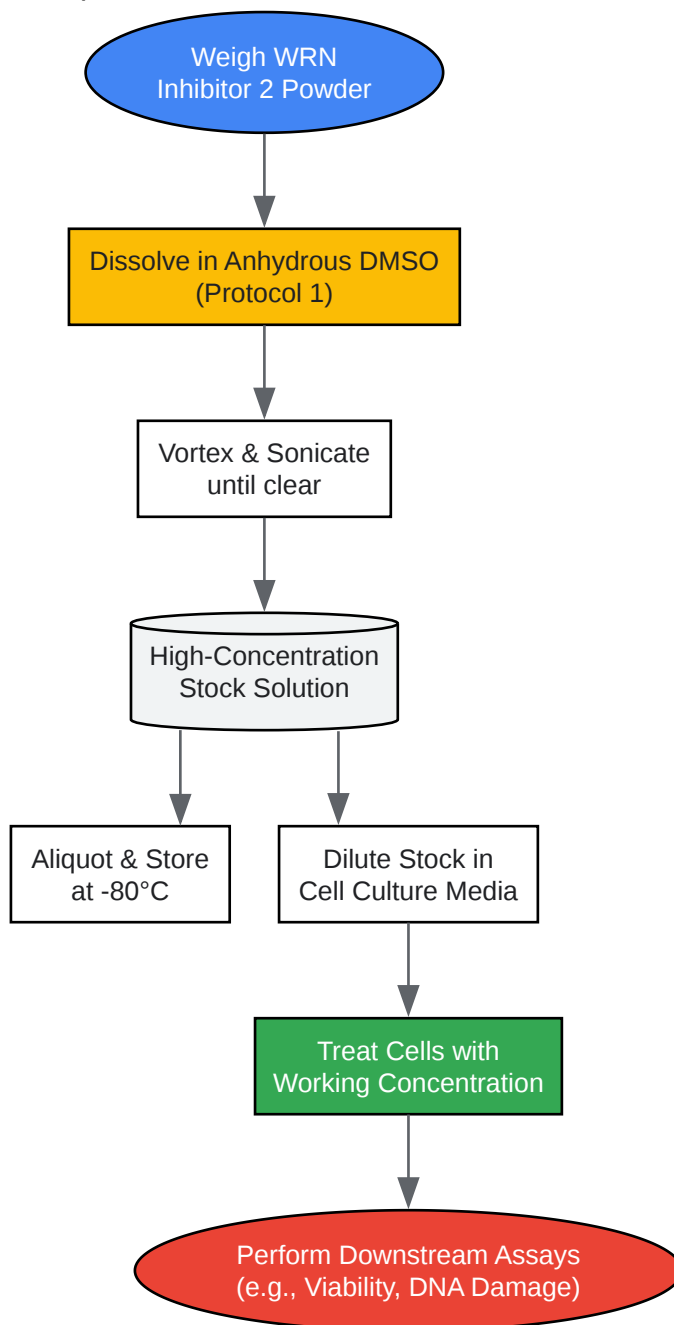 Weigh WRN
Inhibitor 2 Powder
Dissolve in Anhydrous DMSO
(Protocol 1)
Vortex & Sonicate
until clear
High-Concentration
Stock Solution
Aliquot & Store
at -80°C
Dilute Stock in
Cell Culture Media
Treat Cells with
Working Concentration
Perform Downstream Assays
(e.g., Viability, DNA Damage)